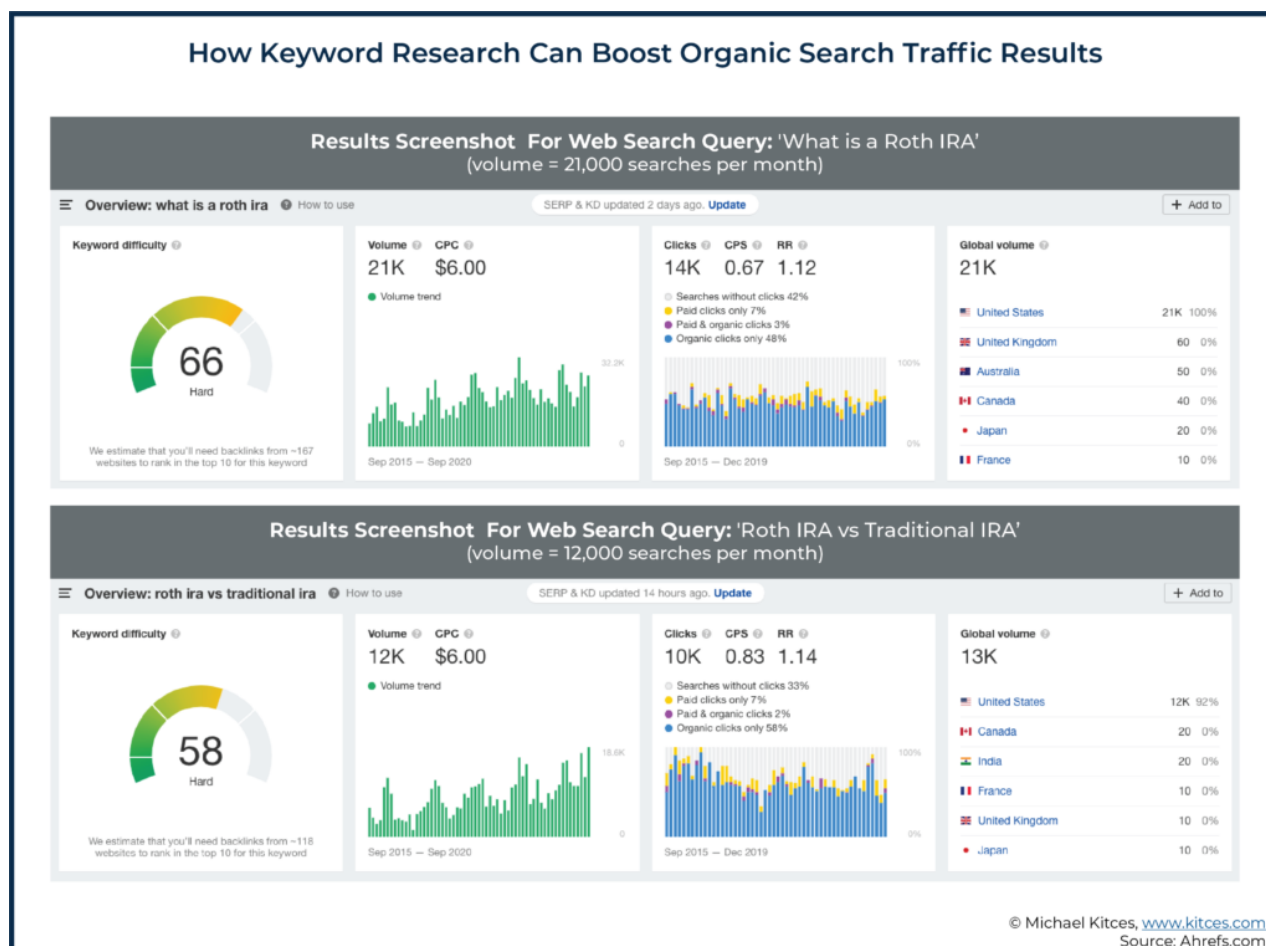 How Keyword Research Can Boost Organic Search Traffic Results
Results Screenshot For Web Search Query: 'What is a Roth IRA'
(volume = 21,000 searches per month)
Overview: what is a roth ira ? How to use
SERP & KD updated 2 days ago. Update
+ Add to
Keyword difficulty ?
66
Hard
We estimate that you'll need backlinks from ~167
websites to rank in the top 10 for this keyword
Volume ? CPC ?
21K $6.00
Volume trend
33.2K
0
Sep 2015 — Sep 2020
Clicks ? CPS ? RR ?
14K 0.67 1.12
Searches without clicks 42%
Paid clicks only 7%
Paid & organic clicks 3%
Organic clicks only 48%
100%
0%
Sep 2015 — Dec 2019
Global volume ?
21K
United States 21K 100%
United Kingdom 60 0%
Australia 50 0%
Canada 40 0%
Japan 20 0%
France 10 0%
Results Screenshot For Web Search Query: 'Roth IRA vs Traditional IRA'
(volume = 12,000 searches per month)
Overview: roth ira vs traditional ira ? How to use
SERP & KD updated 14 hours ago. Update
+ Add to
Keyword difficulty ?
58
Hard
We estimate that you'll need backlinks from ~118
websites to rank in the top 10 for this keyword
Volume ? CPC ?
12K $6.00
Volume trend
18.6K
0
Sep 2015 — Sep 2020
Clicks ? CPS ? RR ?
10K 0.83 1.14
Searches without clicks 33%
Paid clicks only 7%
Paid & organic clicks 2%
Organic clicks only 58%
100%
0%
Sep 2015 — Dec 2019
Global volume ?
13K
United States 12K 92%
Canada 20 0%
India 20 0%
France 10 0%
United Kingdom 10 0%
Japan 10 0%
© Michael Kitces, www.kitces.com
Source: Ahrefs.com